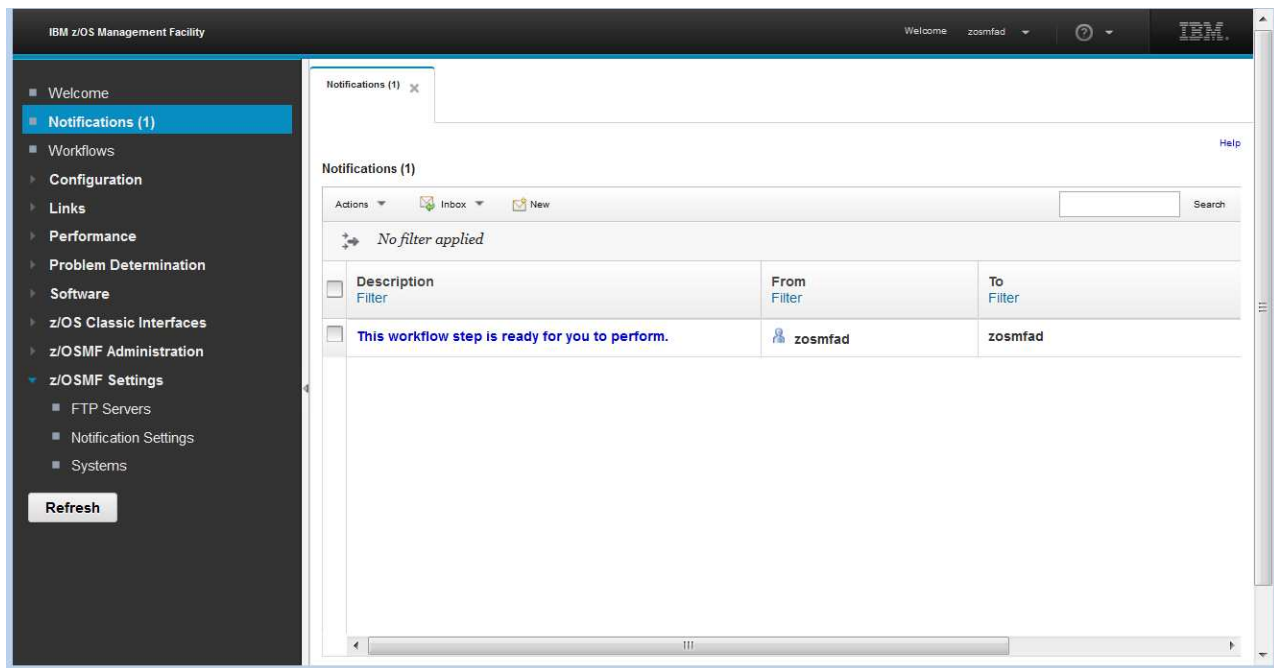 IBM z/OS Management Facility
Welcome zosmfad
IBM.
Welcome
Notifications (1)
Workflows
Configuration
Links
Performance
Problem Determination
Software
z/OS Classic Interfaces
z/OSMF Administration
z/OSMF Settings
FTP Servers
Notification Settings
Systems
Refresh
Notifications (1)
Help
Notifications (1)
Actions Inbox New Search
No filter applied
Description From To
Filter Filter Filter
This workflow step is ready for you to perform. zosmfad zosmfad